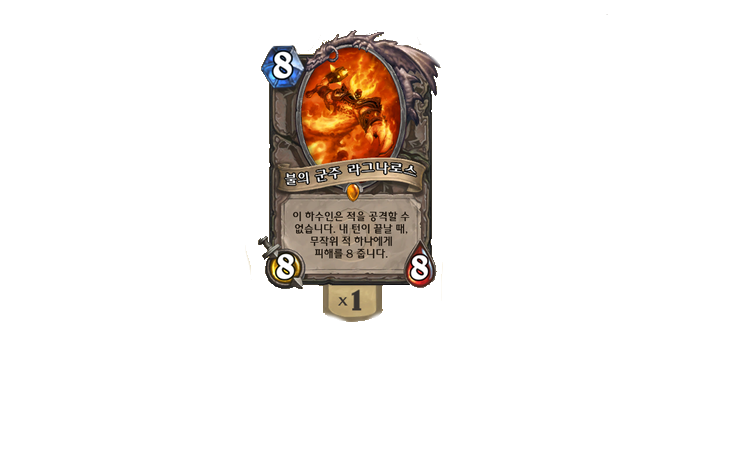 8
불의 군주 라그나로스
이 하수인은 적을 공격할 수
없습니다. 내 턴이 끝날 때,
무작위 적 하나에게
피해를 8 줍니다.
8
8
x1